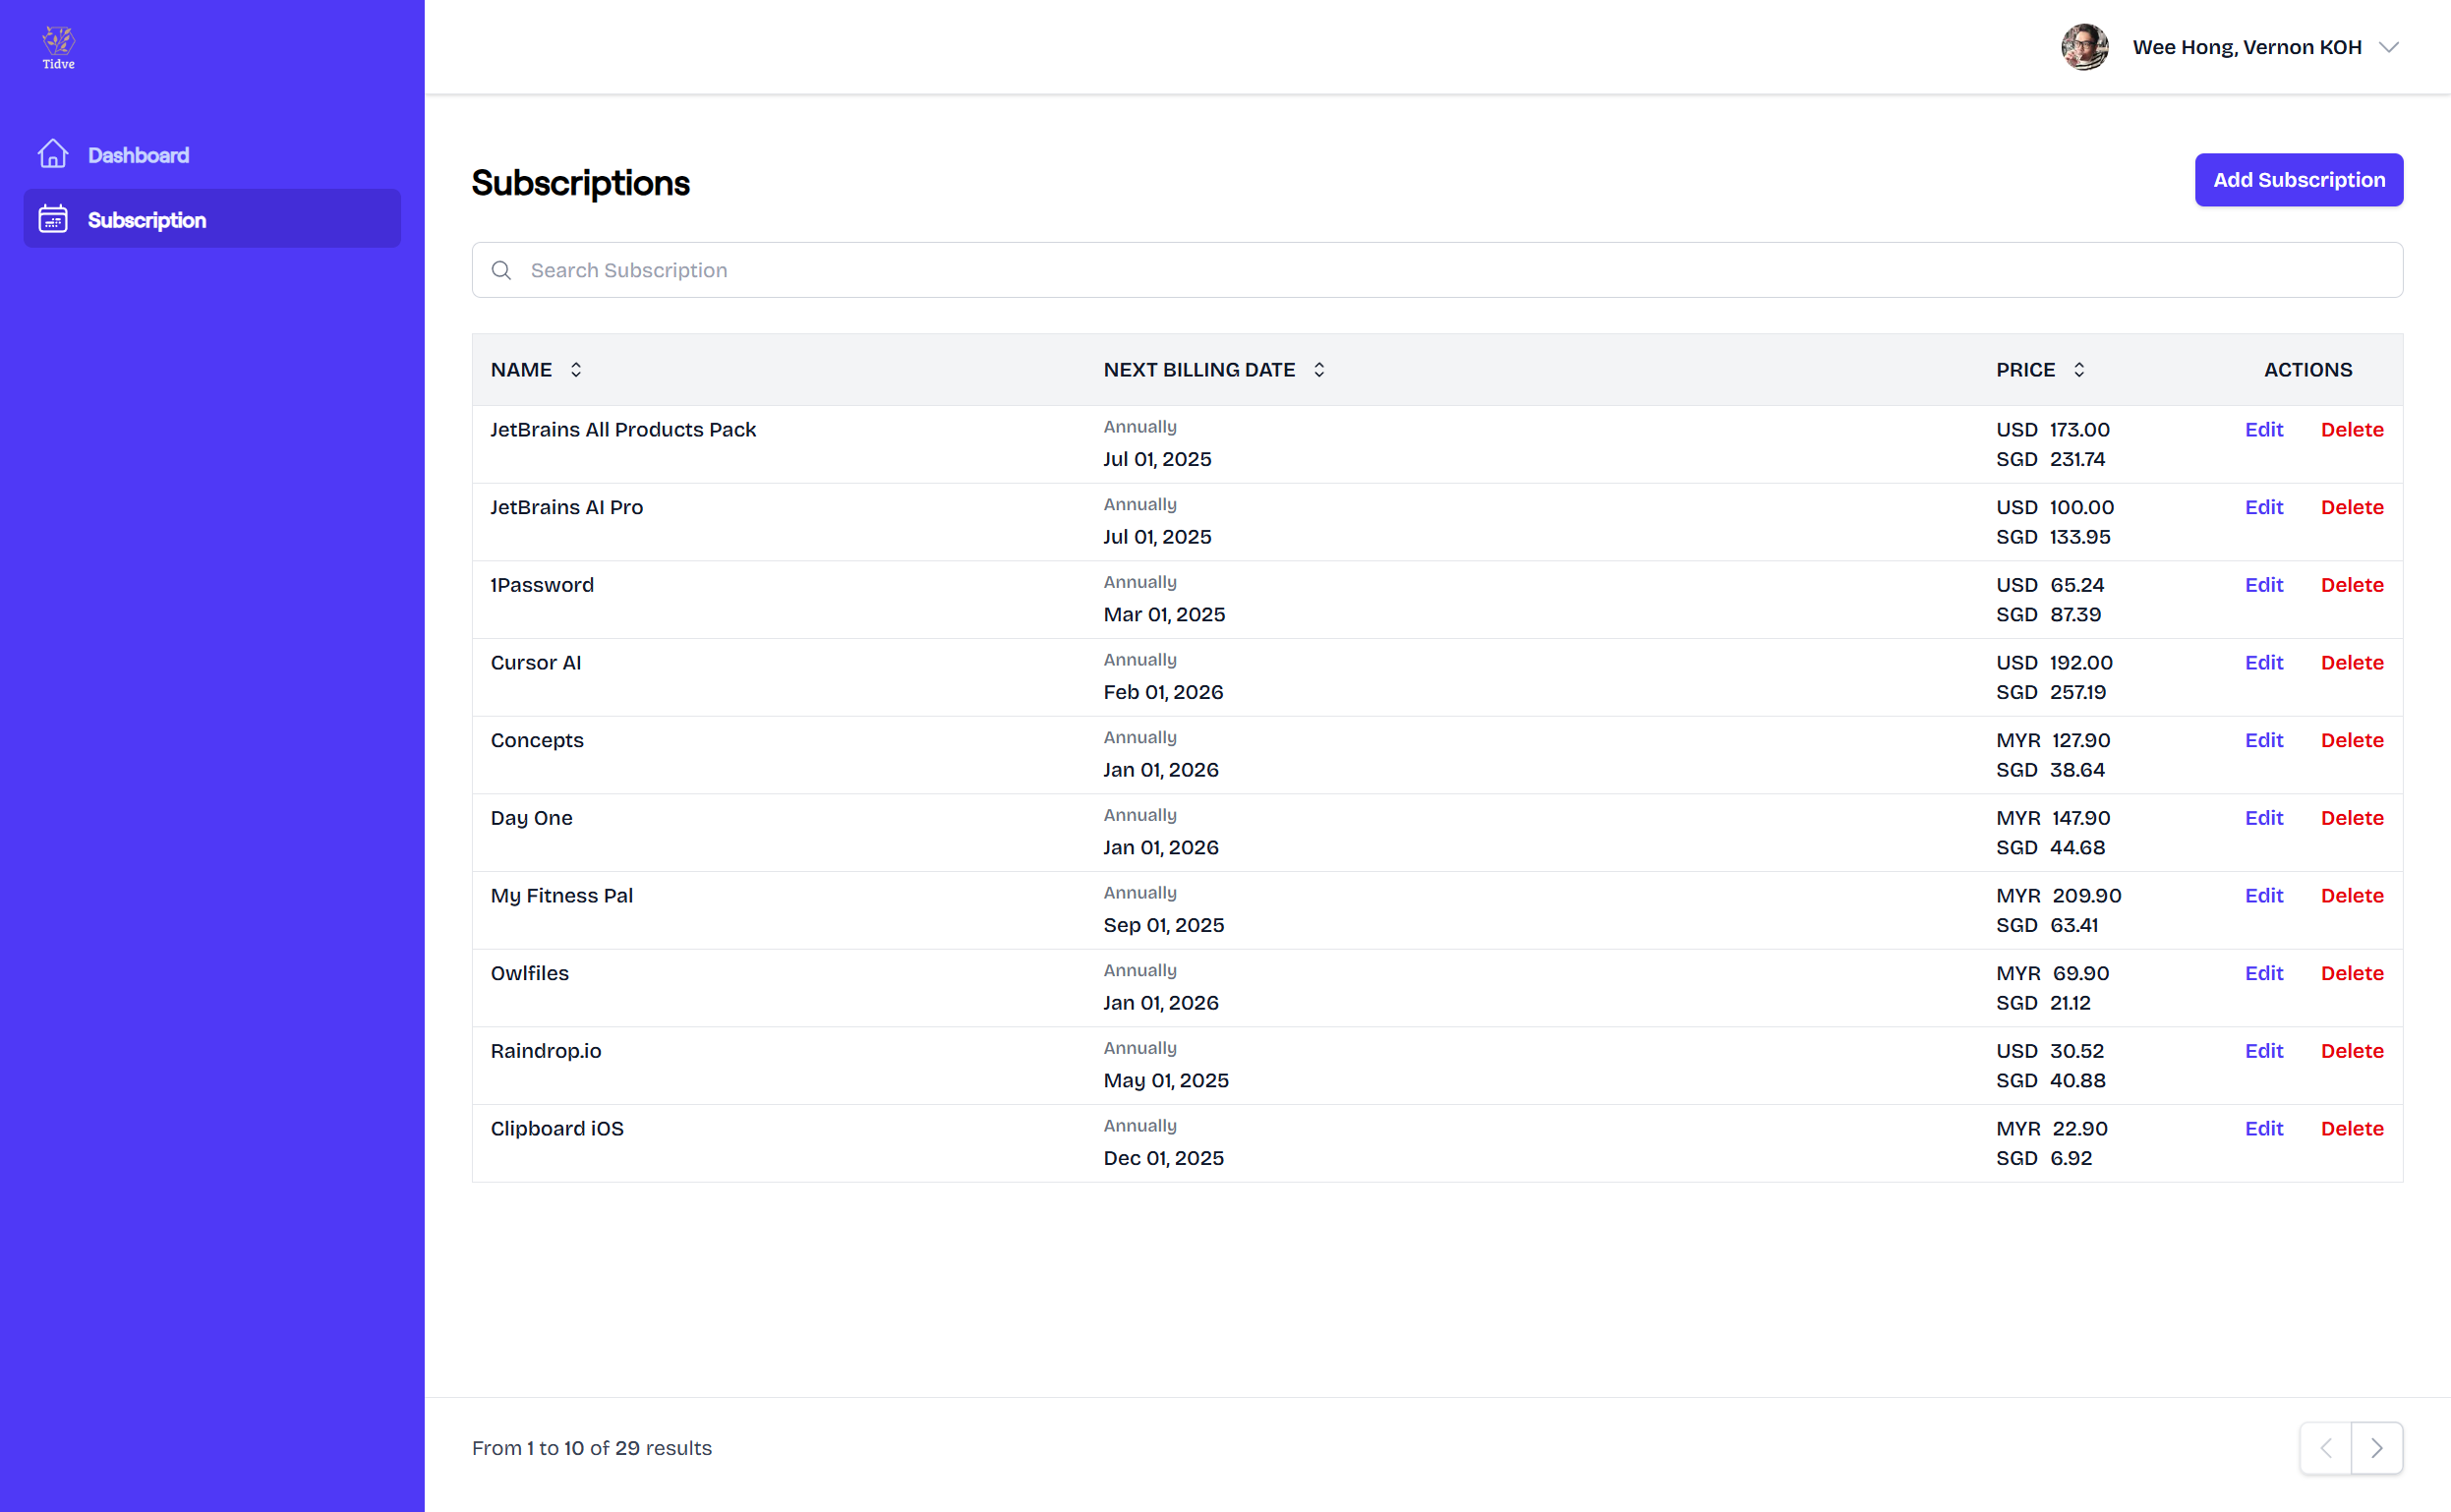 Tidve
Wee Hong, Vernon KOH
Dashboard
Subscription
Subscriptions
Add Subscription
Search Subscription
NAME NEXT BILLING DATE PRICE ACTIONS
JetBrains All Products Pack Annually USD 173.00 Edit Delete
Jul 01, 2025 SGD 231.74
JetBrains AI Pro Annually USD 100.00 Edit Delete
Jul 01, 2025 SGD 133.95
1Password Annually USD 65.24 Edit Delete
Mar 01, 2025 SGD 87.39
Cursor AI Annually USD 192.00 Edit Delete
Feb 01, 2026 SGD 257.19
Concepts Annually MYR 127.90 Edit Delete
Jan 01, 2026 SGD 38.64
Day One Annually MYR 147.90 Edit Delete
Jan 01, 2026 SGD 44.68
My Fitness Pal Annually MYR 209.90 Edit Delete
Sep 01, 2025 SGD 63.41
Owlfiles Annually MYR 69.90 Edit Delete
Jan 01, 2026 SGD 21.12
Raindrop.io Annually USD 30.52 Edit Delete
May 01, 2025 SGD 40.88
Clipboard iOS Annually MYR 22.90 Edit Delete
Dec 01, 2025 SGD 6.92
From 1 to 10 of 29 results